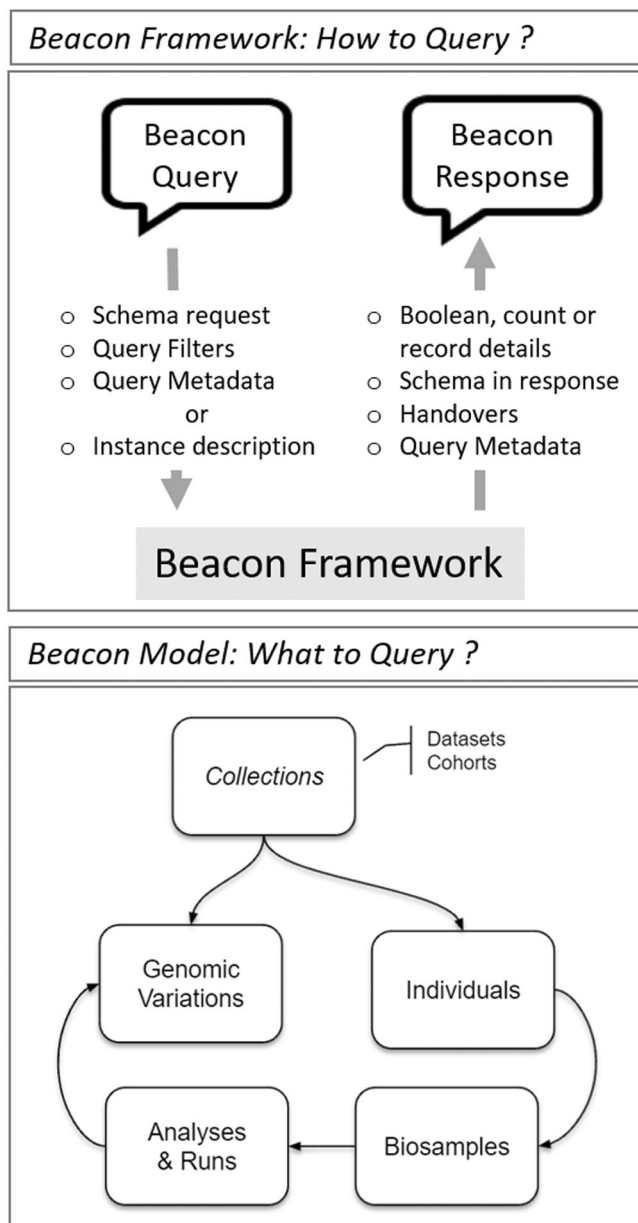 Beacon Framework: How to Query ?
Beacon
Query
Beacon
Response
o Schema request
o Query Filters
o Query Metadata
or
o Instance description
o Boolean, count or
record details
o Schema in response
o Handovers
o Query Metadata
Beacon Framework
Beacon Model: What to Query ?
Collections
Datasets
Cohorts
Genomic
Variations
Individuals
Analyses
& Runs
Biosamples